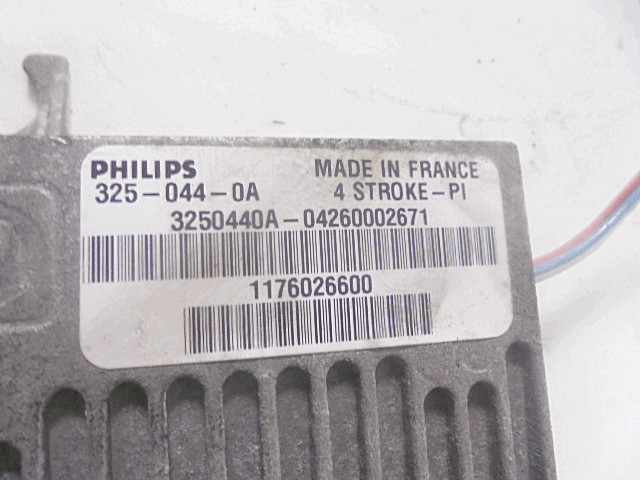 PHILIPS MADE IN FRANCE
325-044-0A 4 STROKE-PI
3250440A-04260002671
1176026600